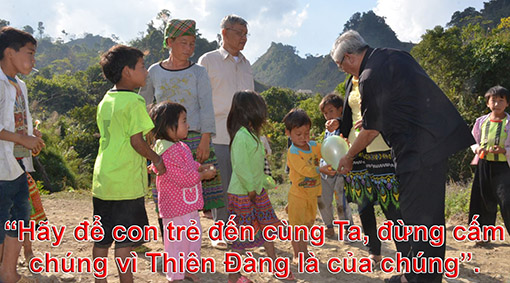 “Hãy để con trẻ đến cùng Ta, đừng cấm
chúng vì Thiên Đàng là của chúng”.